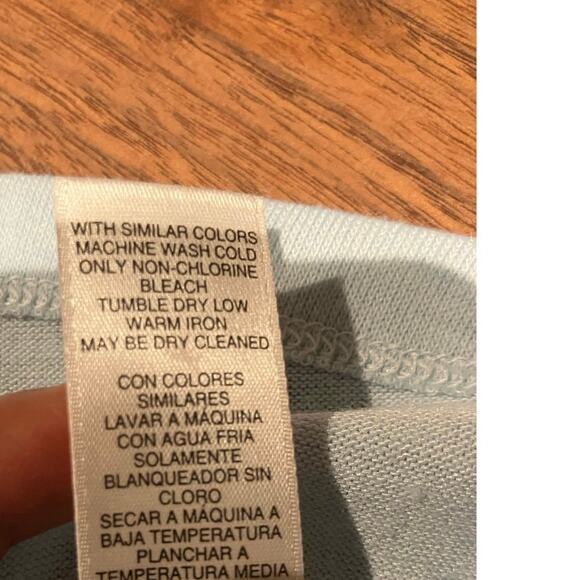 WITH SIMILAR COLORS
MACHINE WASH COLD
ONLY NON-CHLORINE
BLEACH
TUMBLE DRY LOW
WARM IRON
MAY BE DRY CLEANED
CON COLORES
SIMILARES
LAVAR A MÁQUINA
CON AGUA FRIA
SOLAMENTE
BLANQUEADOR SIN
CLORO
SECAR A MÁQUINA A
BAJA TEMPERATURA
PLANCHAR A
TEMPERATURA MEDIA